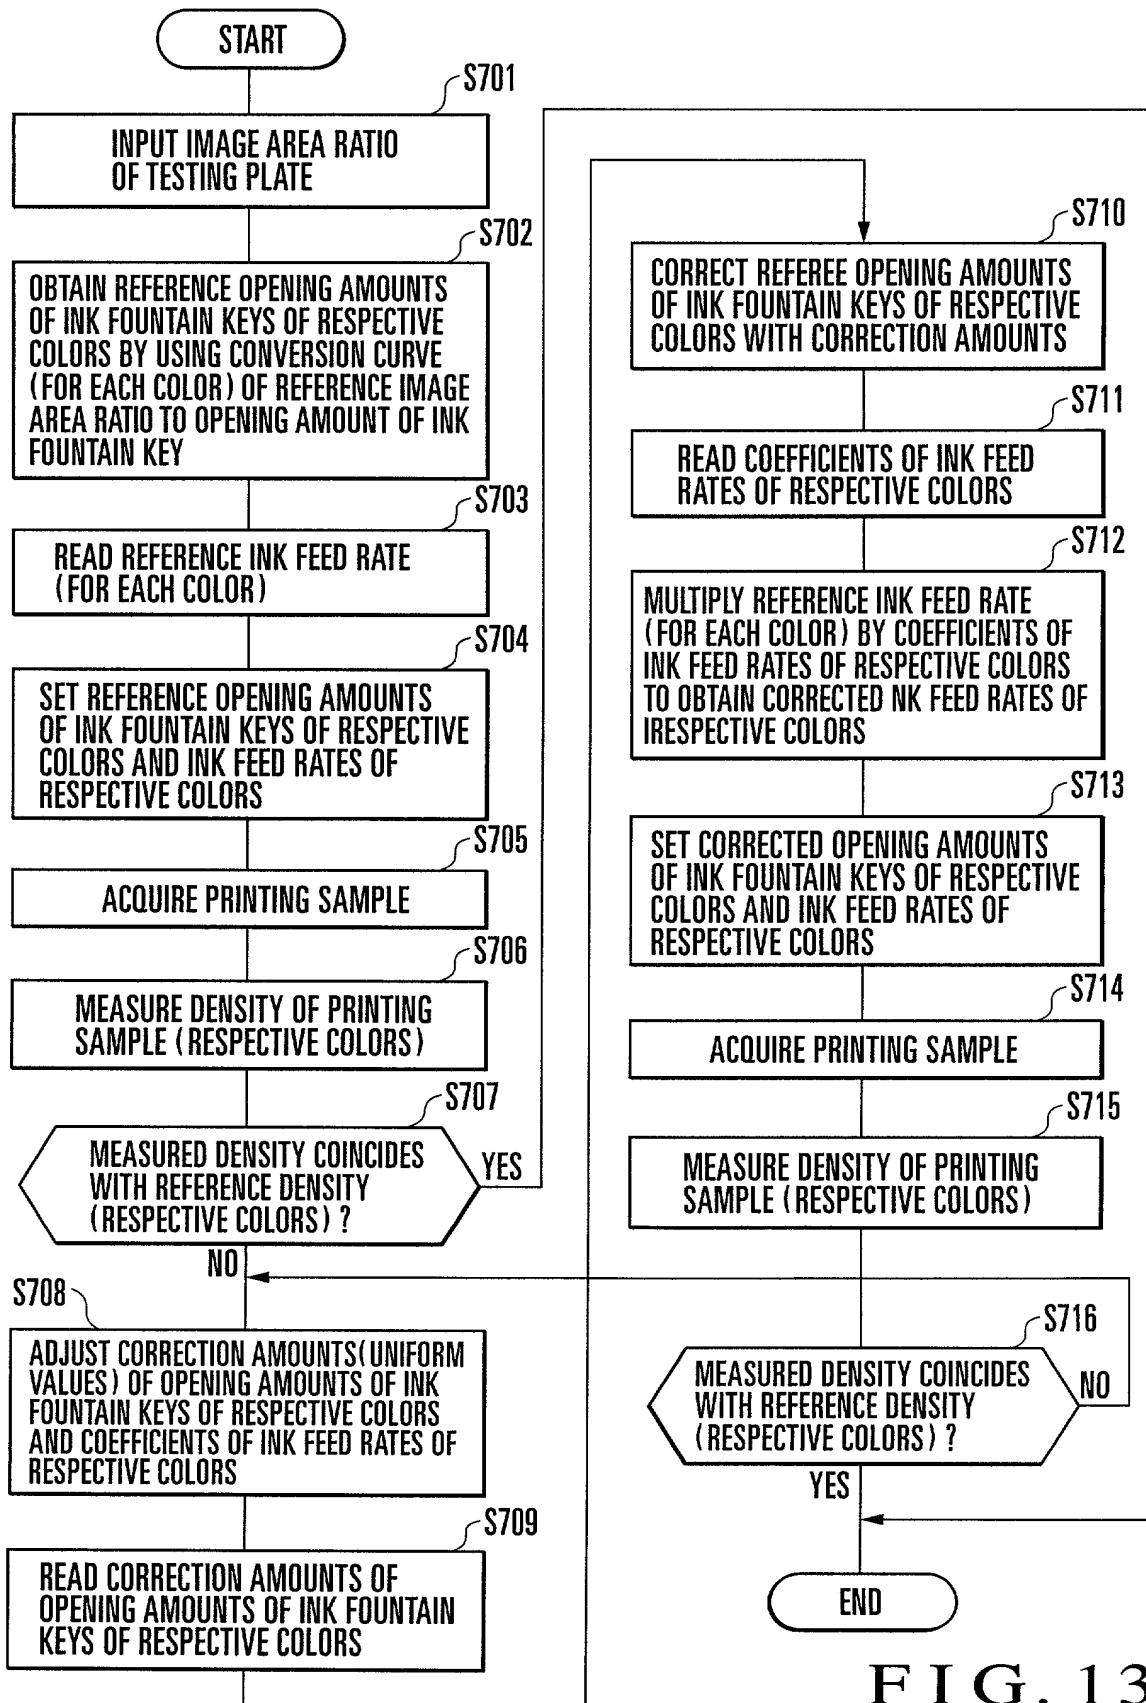 START
S701
INPUT IMAGE AREA RATIO
OF TESTING PLATE
S702
OBTAIN REFERENCE OPENING AMOUNTS
OF INK FOUNTAIN KEYS OF RESPECTIVE
COLORS BY USING CONVERSION CURVE
(FOR EACH COLOR) OF REFERENCE IMAGE
AREA RATIO TO OPENING AMOUNT OF INK
FOUNTAIN KEY
S703
READ REFERENCE INK FEED RATE
(FOR EACH COLOR)
S704
SET REFERENCE OPENING AMOUNTS
OF INK FOUNTAIN KEYS OF RESPECTIVE
COLORS AND INK FEED RATES OF
RESPECTIVE COLORS
S705
ACQUIRE PRINTING SAMPLE
S706
MEASURE DENSITY OF PRINTING
SAMPLE (RESPECTIVE COLORS)
S707
MEASURED DENSITY COINCIDES
WITH REFERENCE DENSITY
(RESPECTIVE COLORS) ?
YES
NO
S708
ADJUST CORRECTION AMOUNTS(UNIFORM
VALUES) OF OPENING AMOUNTS OF INK
FOUNTAIN KEYS OF RESPECTIVE COLORS
AND COEFFICIENTS OF INK FEED RATES OF
RESPECTIVE COLORS
S709
READ CORRECTION AMOUNTS OF
OPENING AMOUNTS OF INK FOUNTAIN
KEYS OF RESPECTIVE COLORS
S710
CORRECT REFEREE OPENING AMOUNTS
OF INK FOUNTAIN KEYS OF RESPECTIVE
COLORS WITH CORRECTION AMOUNTS
S711
READ COEFFICIENTS OF INK FEED
RATES OF RESPECTIVE COLORS
S712
MULTIPLY REFERENCE INK FEED RATE
(FOR EACH COLOR) BY COEFFICIENTS OF
INK FEED RATES OF RESPECTIVE COLORS
TO OBTAIN CORRECTED NK FEED RATES OF
IRESPECTIVE COLORS
S713
SET CORRECTED OPENING AMOUNTS
OF INK FOUNTAIN KEYS OF RESPECTIVE
COLORS AND INK FEED RATES OF
RESPECTIVE COLORS
S714
ACQUIRE PRINTING SAMPLE
S715
MEASURE DENSITY OF PRINTING
SAMPLE (RESPECTIVE COLORS)
S716
MEASURED DENSITY COINCIDES
WITH REFERENCE DENSITY
(RESPECTIVE COLORS) ?
NO
YES
END
FIG. 13